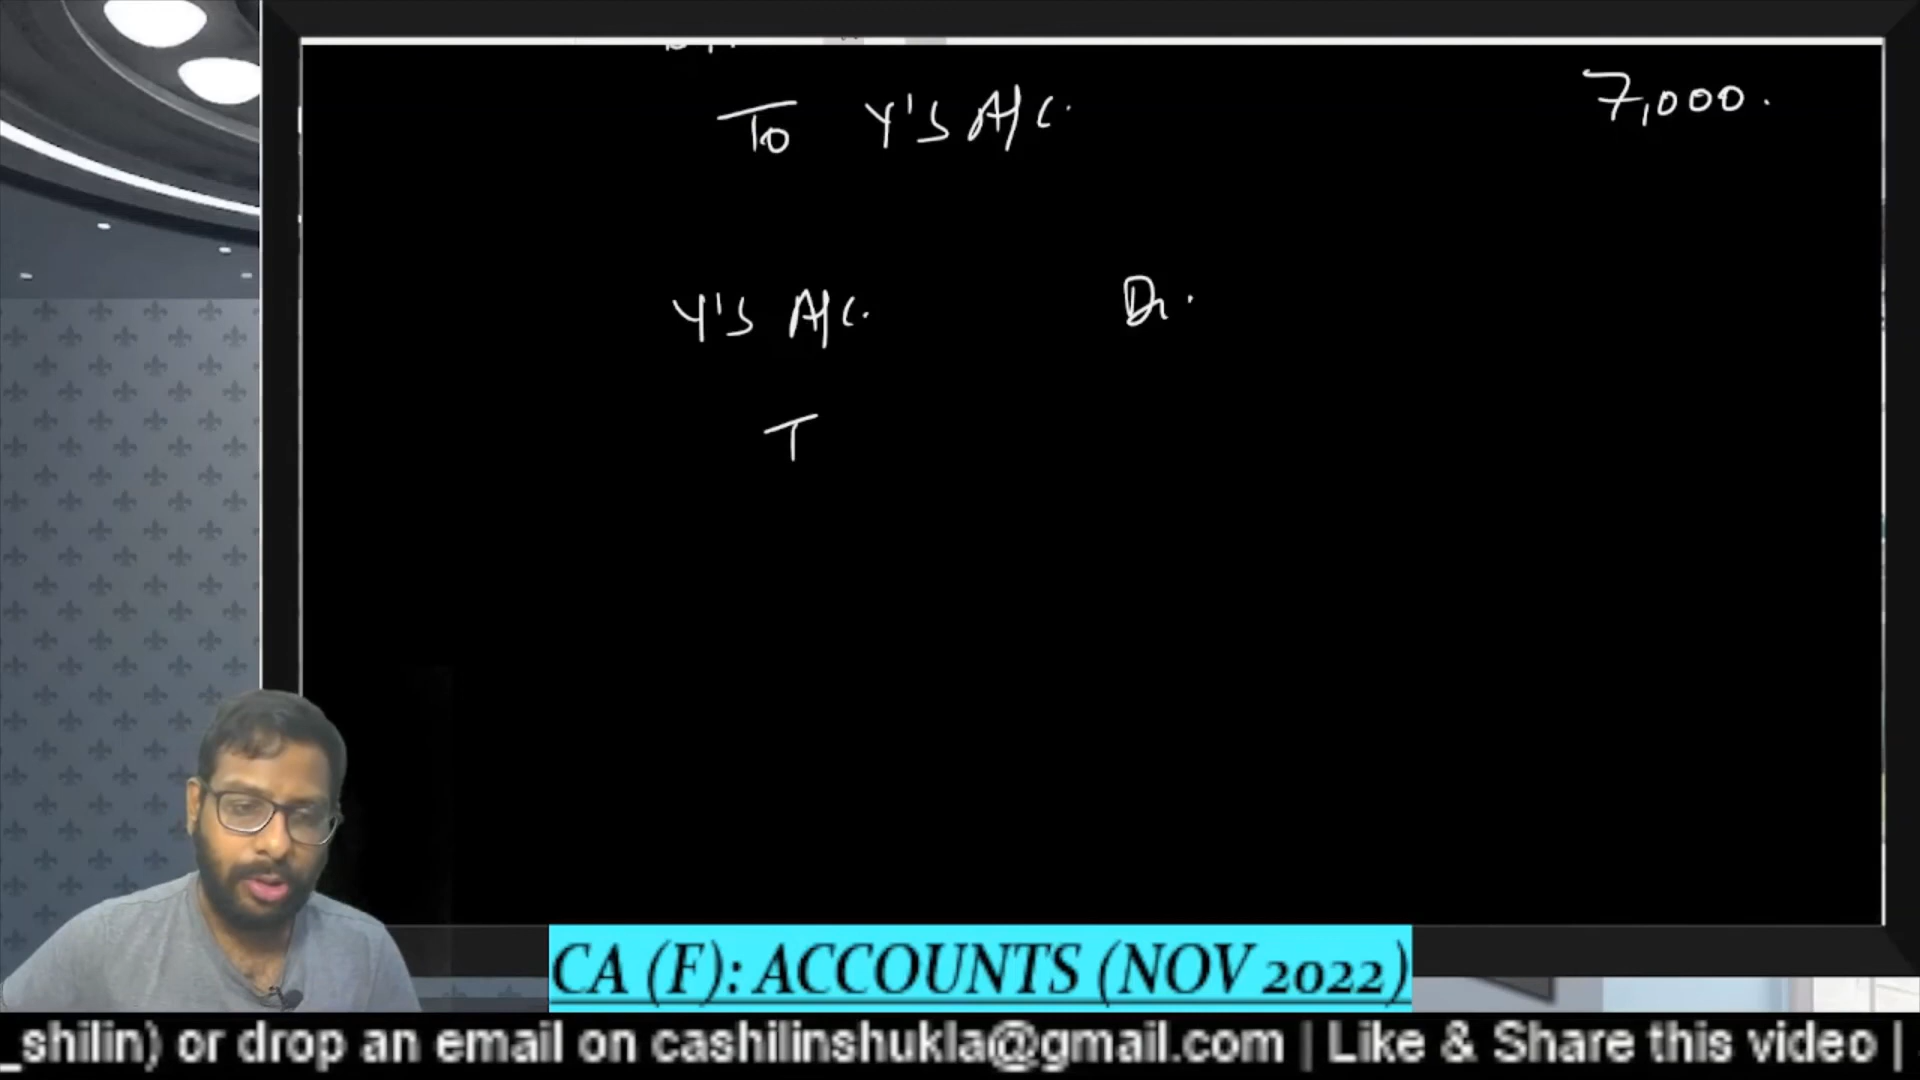 To Y's A/c. 7,000.
Y's A/c. Dr.
T
CA (F): ACCOUNTS (NOV 2022)
_shilin) or drop an email on cashilinshukla@gmail.com | Like & Share this video |